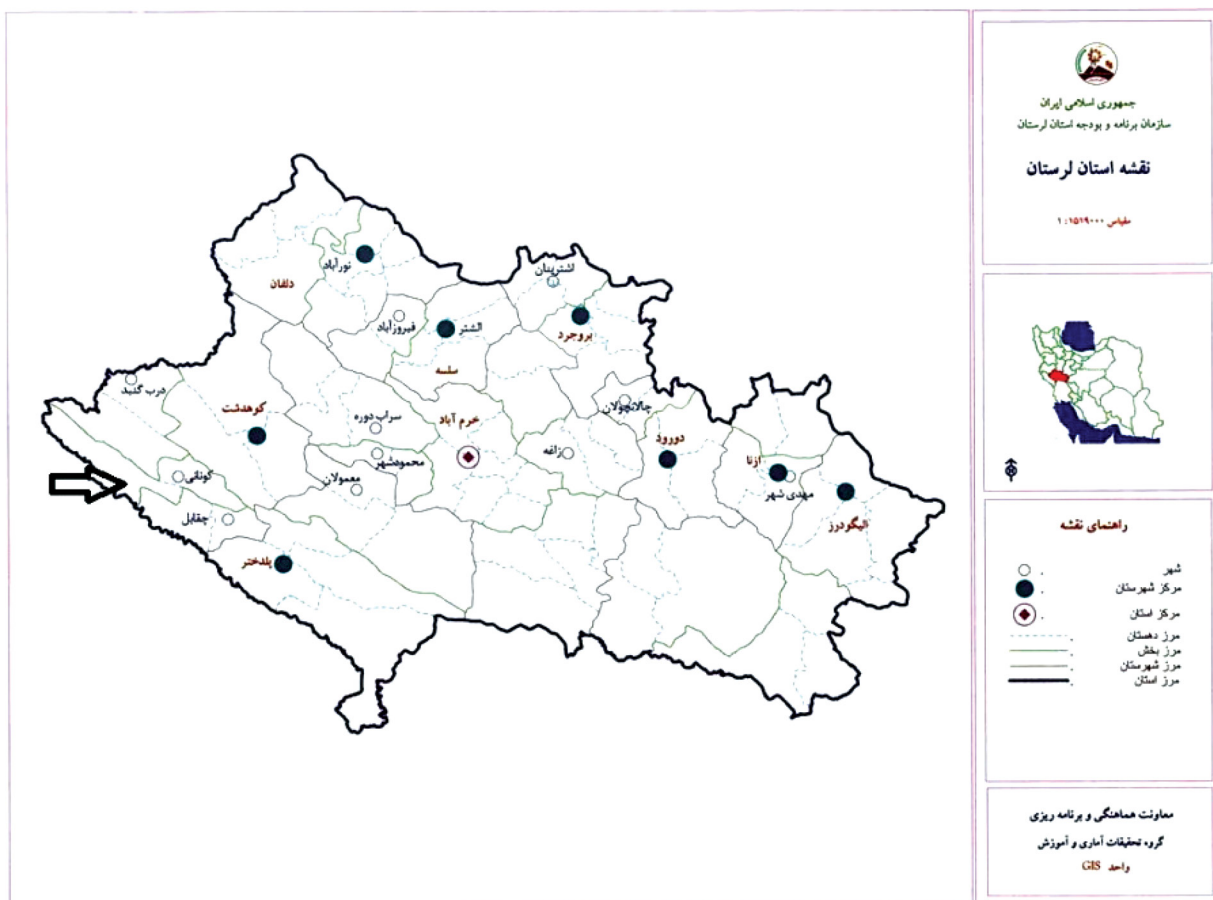 جمهوری اسلامی ایران
سازمان برنامه و بودجه استان لرستان
نقشه استان لرستان
مقیاس ۱:۱۵۱۹۰۰۰
راهنمای نقشه
شهر
مرکز شهرستان
مرکز استان
مرز دهستان
مرز بخش
مرز شهرستان
مرز استان
معاونت هماهنگی و برنامه ریزی
گروه تحقیقات آماری و آموزش
واحد GIS
اشترینان
نورآباد
دلفان
فیروزآباد
الشتر
بروجرد
سلسله
درب گنبد
کوهدشت
سراب دوره
خرم آباد
چالانچولان
دورود
زاغه
محمودشهر
معمولان
ازنا
مهدی شهر
الیگودرز
کونانی
چقابل
پلدختر